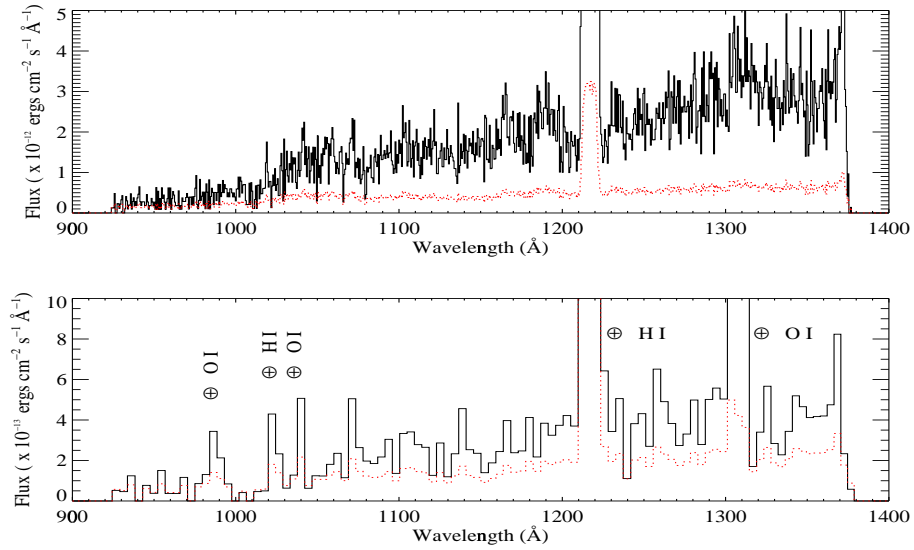 5
4
3
2
1
0
Flux ( x 10⁻¹² ergs cm⁻² s⁻¹ Å⁻¹)
900 1000 1100 1200 1300 1400
Wavelength (Å)
10
8
6
4
2
0
Flux ( x 10⁻¹³ ergs cm⁻² s⁻¹ Å⁻¹)
⊕ O I
⊕ H I
⊕ O I
⊕ H I
⊕ O I
900 1000 1100 1200 1300 1400
Wavelength (Å)